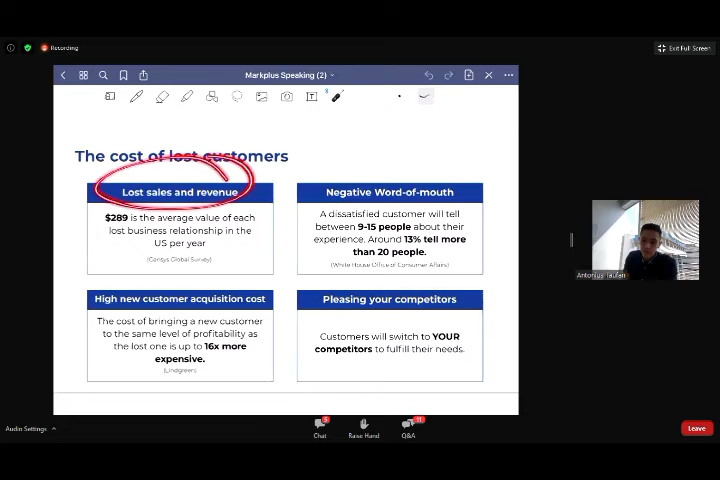 Recording
Exit Full Screen
Markplus Speaking (2)
The cost of lost customers
Lost sales and revenue
$289 is the average value of each
lost business relationship in the
US per year
(Genysis Global Survey)
Negative Word-of-mouth
A dissatisfied customer will tell
between 9-15 people about their
experience. Around 13% tell more
than 20 people.
(White House Office of Consumer Affairs)
High new customer acquisition cost
The cost of bringing a new customer
to the same level of profitability as
the lost one is up to 16x more
expensive.
(Lindgreen)
Pleasing your competitors
Customers will switch to YOUR
competitors to fulfill their needs.
Antonius Taufan
Audio Settings
5
Chat
Raise Hand
11
Q&A
Leave